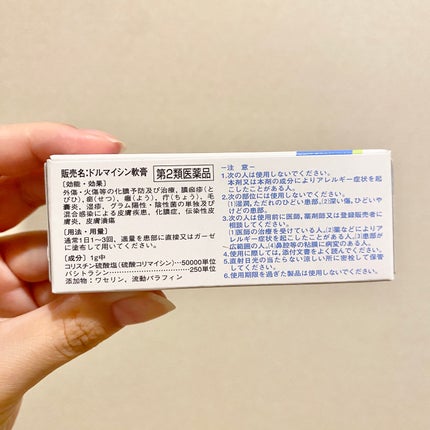 販売名:ドルマイシン軟膏 第2類医薬品
[効能・効果]
外傷・火傷等の化膿予防及び治療、膿痂疹(と
びひ)、癤(せつ)、癰(よう)、疔(ちょう)、毛
嚢炎、湿疹、グラム陽性・陰性菌の単独及び
混合感染による皮膚疾患、化膿症、伝染性皮
膚炎、皮膚潰瘍
[用法・用量]
通常1日1~3回、適量を患部に直接又はガーゼ
に塗布して用いてください。
[成分] 1g中
コリスチン硫酸塩(硫酸コリマイシン)…50000単位
バシトラシン………250単位
添加物:ワセリン、流動パラフィン
ー注 意ー
1.次の人は使用しないでください。
本剤又は本剤の成分によりアレルギー症状を起こ
したことがある人。
2.次の部位には使用しないでください。
(1)湿潤、ただれのひどい患部。(2)深い傷、ひどいや
けどの患部。
3.次の人は使用前に医師、薬剤師又は登録販売者に
相談してください。
(1)医師の治療を受けている人。(2)薬などによりア
レルギー症状を起こしたことがある人。(3)患部が
広範囲の人。(4)鼻腔等の粘膜に病変のある人。
4.使用に際しては、添付文書をよく読んでください。
5.直射日光の当たらない涼しい所に密栓して保管
してください。
6.使用期限を過ぎた製品は使用しないでください。